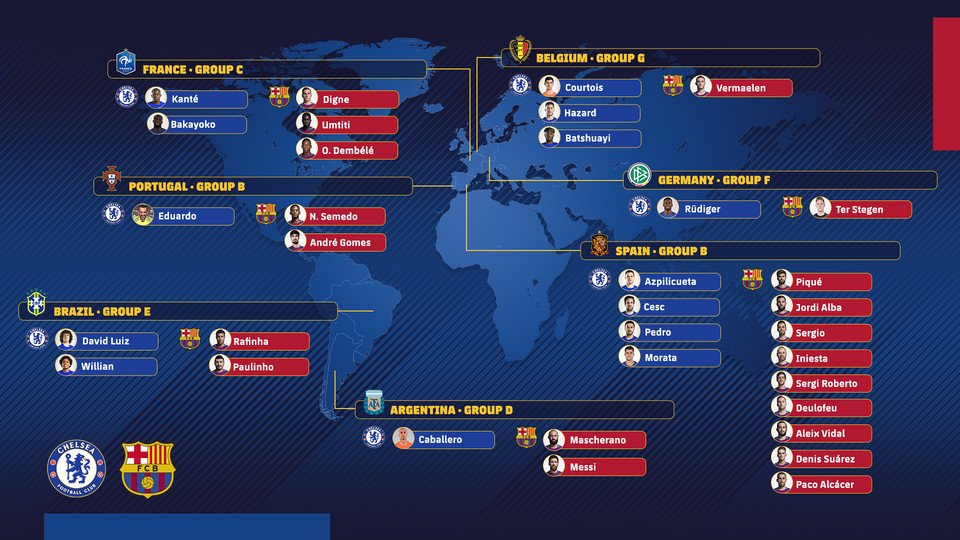 FRANCE · GROUP C
Kanté
Bakayoko
Digne
Umtiti
O. Dembélé
BELGIUM · GROUP G
Courtois
Hazard
Batshuayi
Vermaelen
PORTUGAL · GROUP B
Eduardo
N. Semedo
André Gomes
GERMANY · GROUP F
Rüdiger
Ter Stegen
SPAIN · GROUP B
Azpilicueta
Cesc
Pedro
Morata
Piqué
Jordi Alba
Sergio
Iniesta
Sergi Roberto
Deulofeu
Aleix Vidal
Denis Suárez
Paco Alcácer
BRAZIL · GROUP E
David Luiz
Willian
Rafinha
Paulinho
ARGENTINA · GROUP D
Caballero
Mascherano
Messi
CHELSEA
FOOTBALL CLUB
FCB